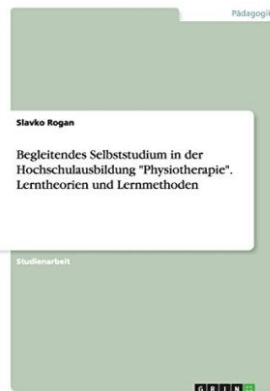 Pädagogik
Slavko Rogan
Begleitendes Selbststudium in der
Hochschulausbildung "Physiotherapie".
Lerntheorien und Lernmethoden
Studienarbeit
GRIN